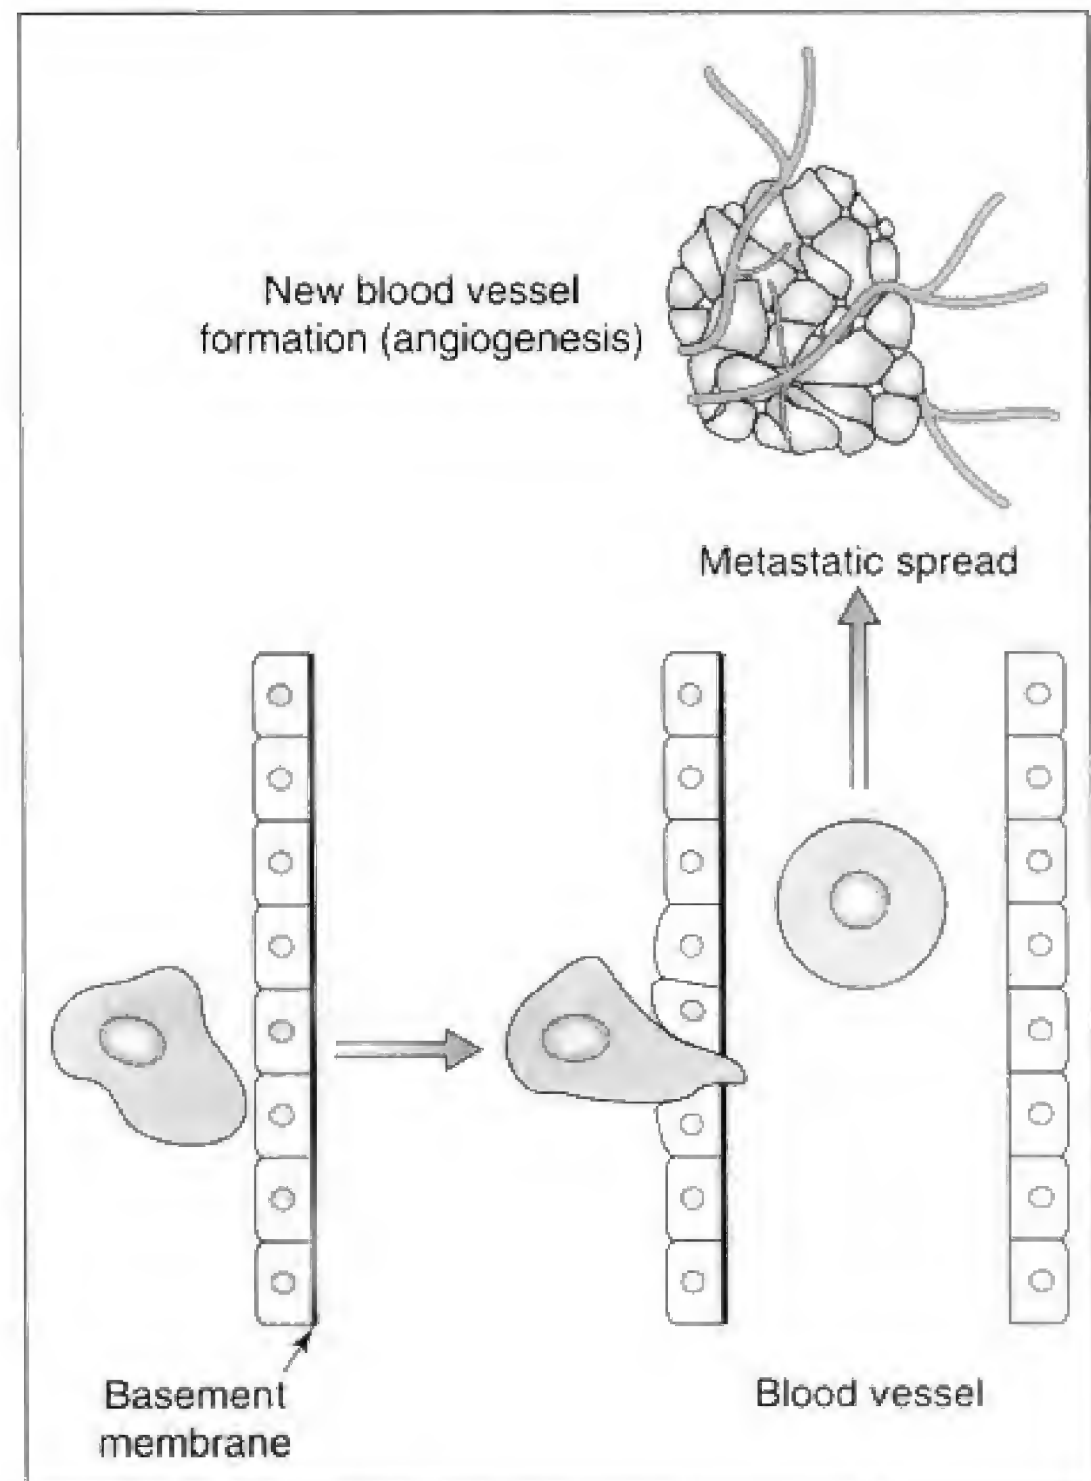 New blood vessel
formation (angiogenesis)
Metastatic spread
Basement
membrane
Blood vessel